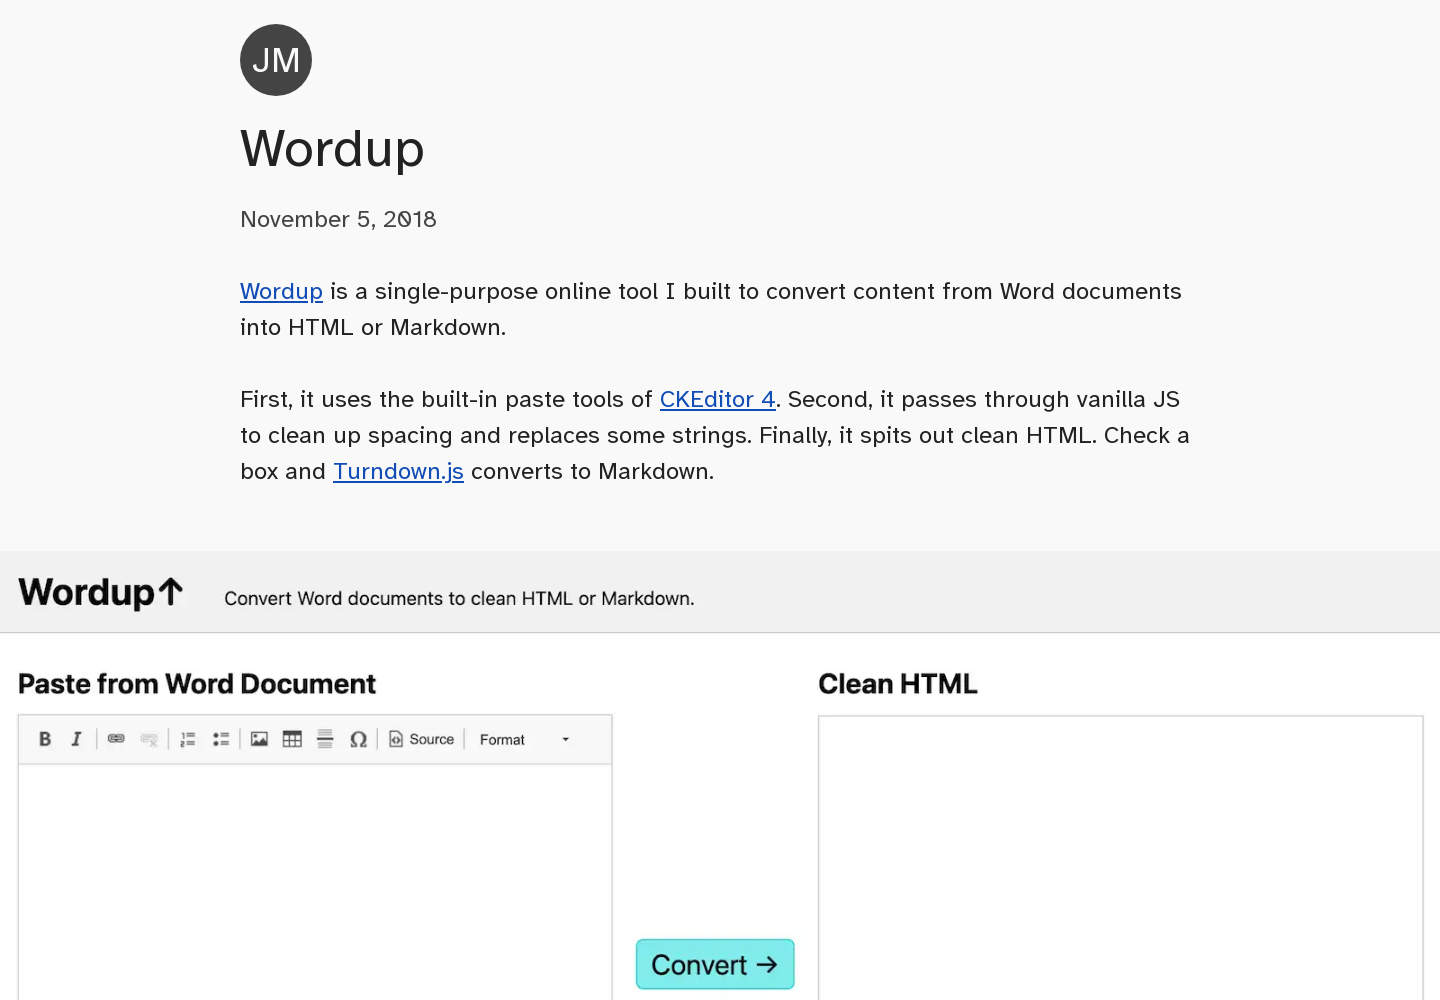 JM
Wordup
November 5, 2018
Wordup is a single-purpose online tool I built to convert content from Word documents
into HTML or Markdown.
First, it uses the built-in paste tools of CKEditor 4. Second, it passes through vanilla JS
to clean up spacing and replaces some strings. Finally, it spits out clean HTML. Check a
box and Turndown.js converts to Markdown.
Wordup↑ Convert Word documents to clean HTML or Markdown.
Paste from Word Document
Clean HTML
B I Ω Source Format
Convert →